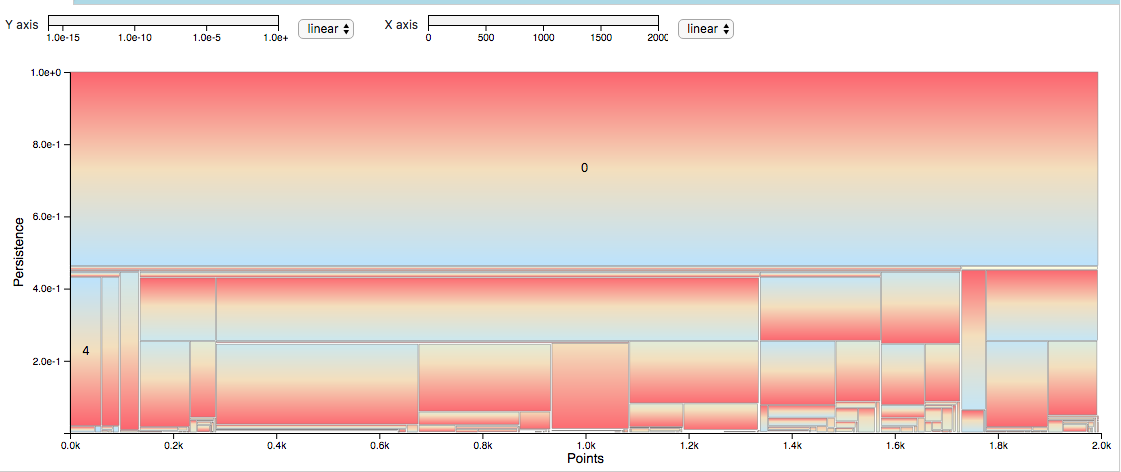 Y axis linear X axis linear
1.0e-15 1.0e-10 1.0e-5 1.0e+ 0 500 1000 1500 2000
1.0e+0
8.0e-1
6.0e-1
4.0e-1
2.0e-1
Persistence
0
4
0.0k 0.2k 0.4k 0.6k 0.8k 1.0k 1.2k 1.4k 1.6k 1.8k 2.0k
Points